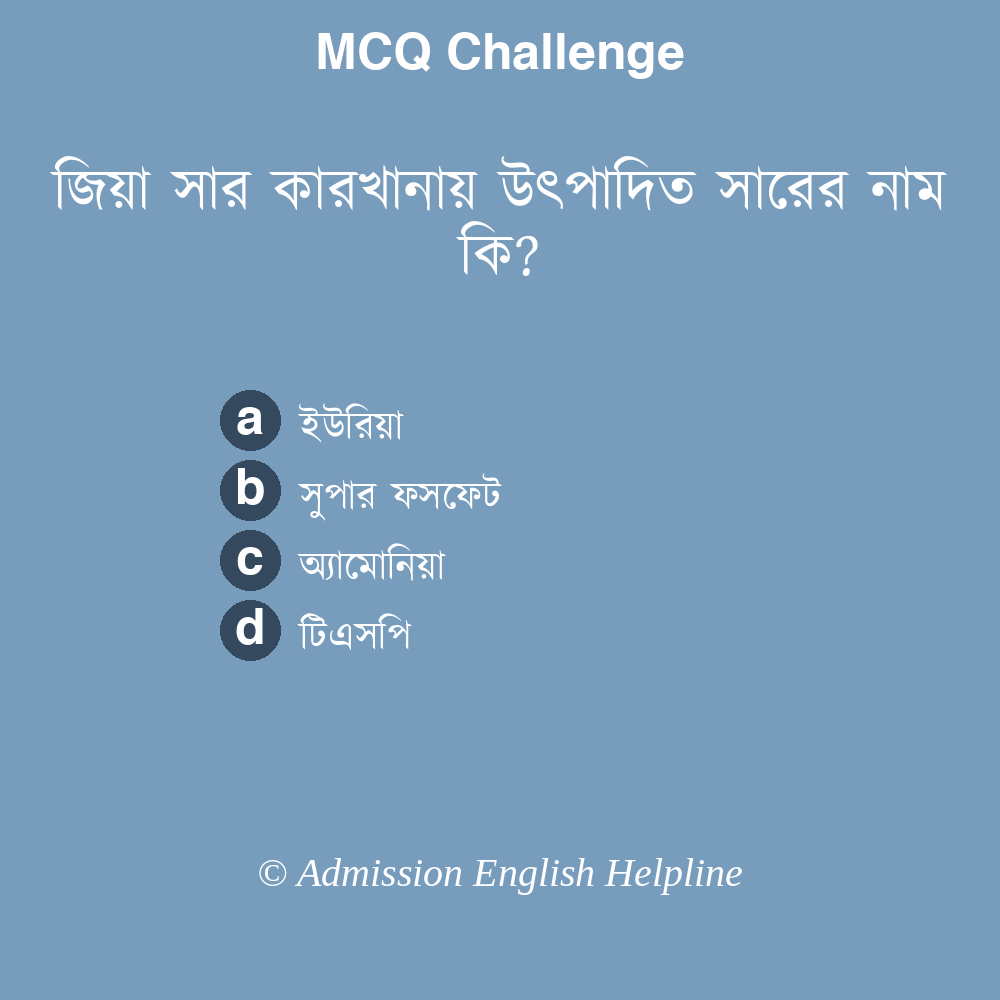 MCQ Challenge
জিয়া সার কারখানায় উৎপাদিত সারের নাম
কি?
a ইউরিয়া
b সুপার ফসফেট
c অ্যামোনিয়া
d টিএসপি
© Admission English Helpline